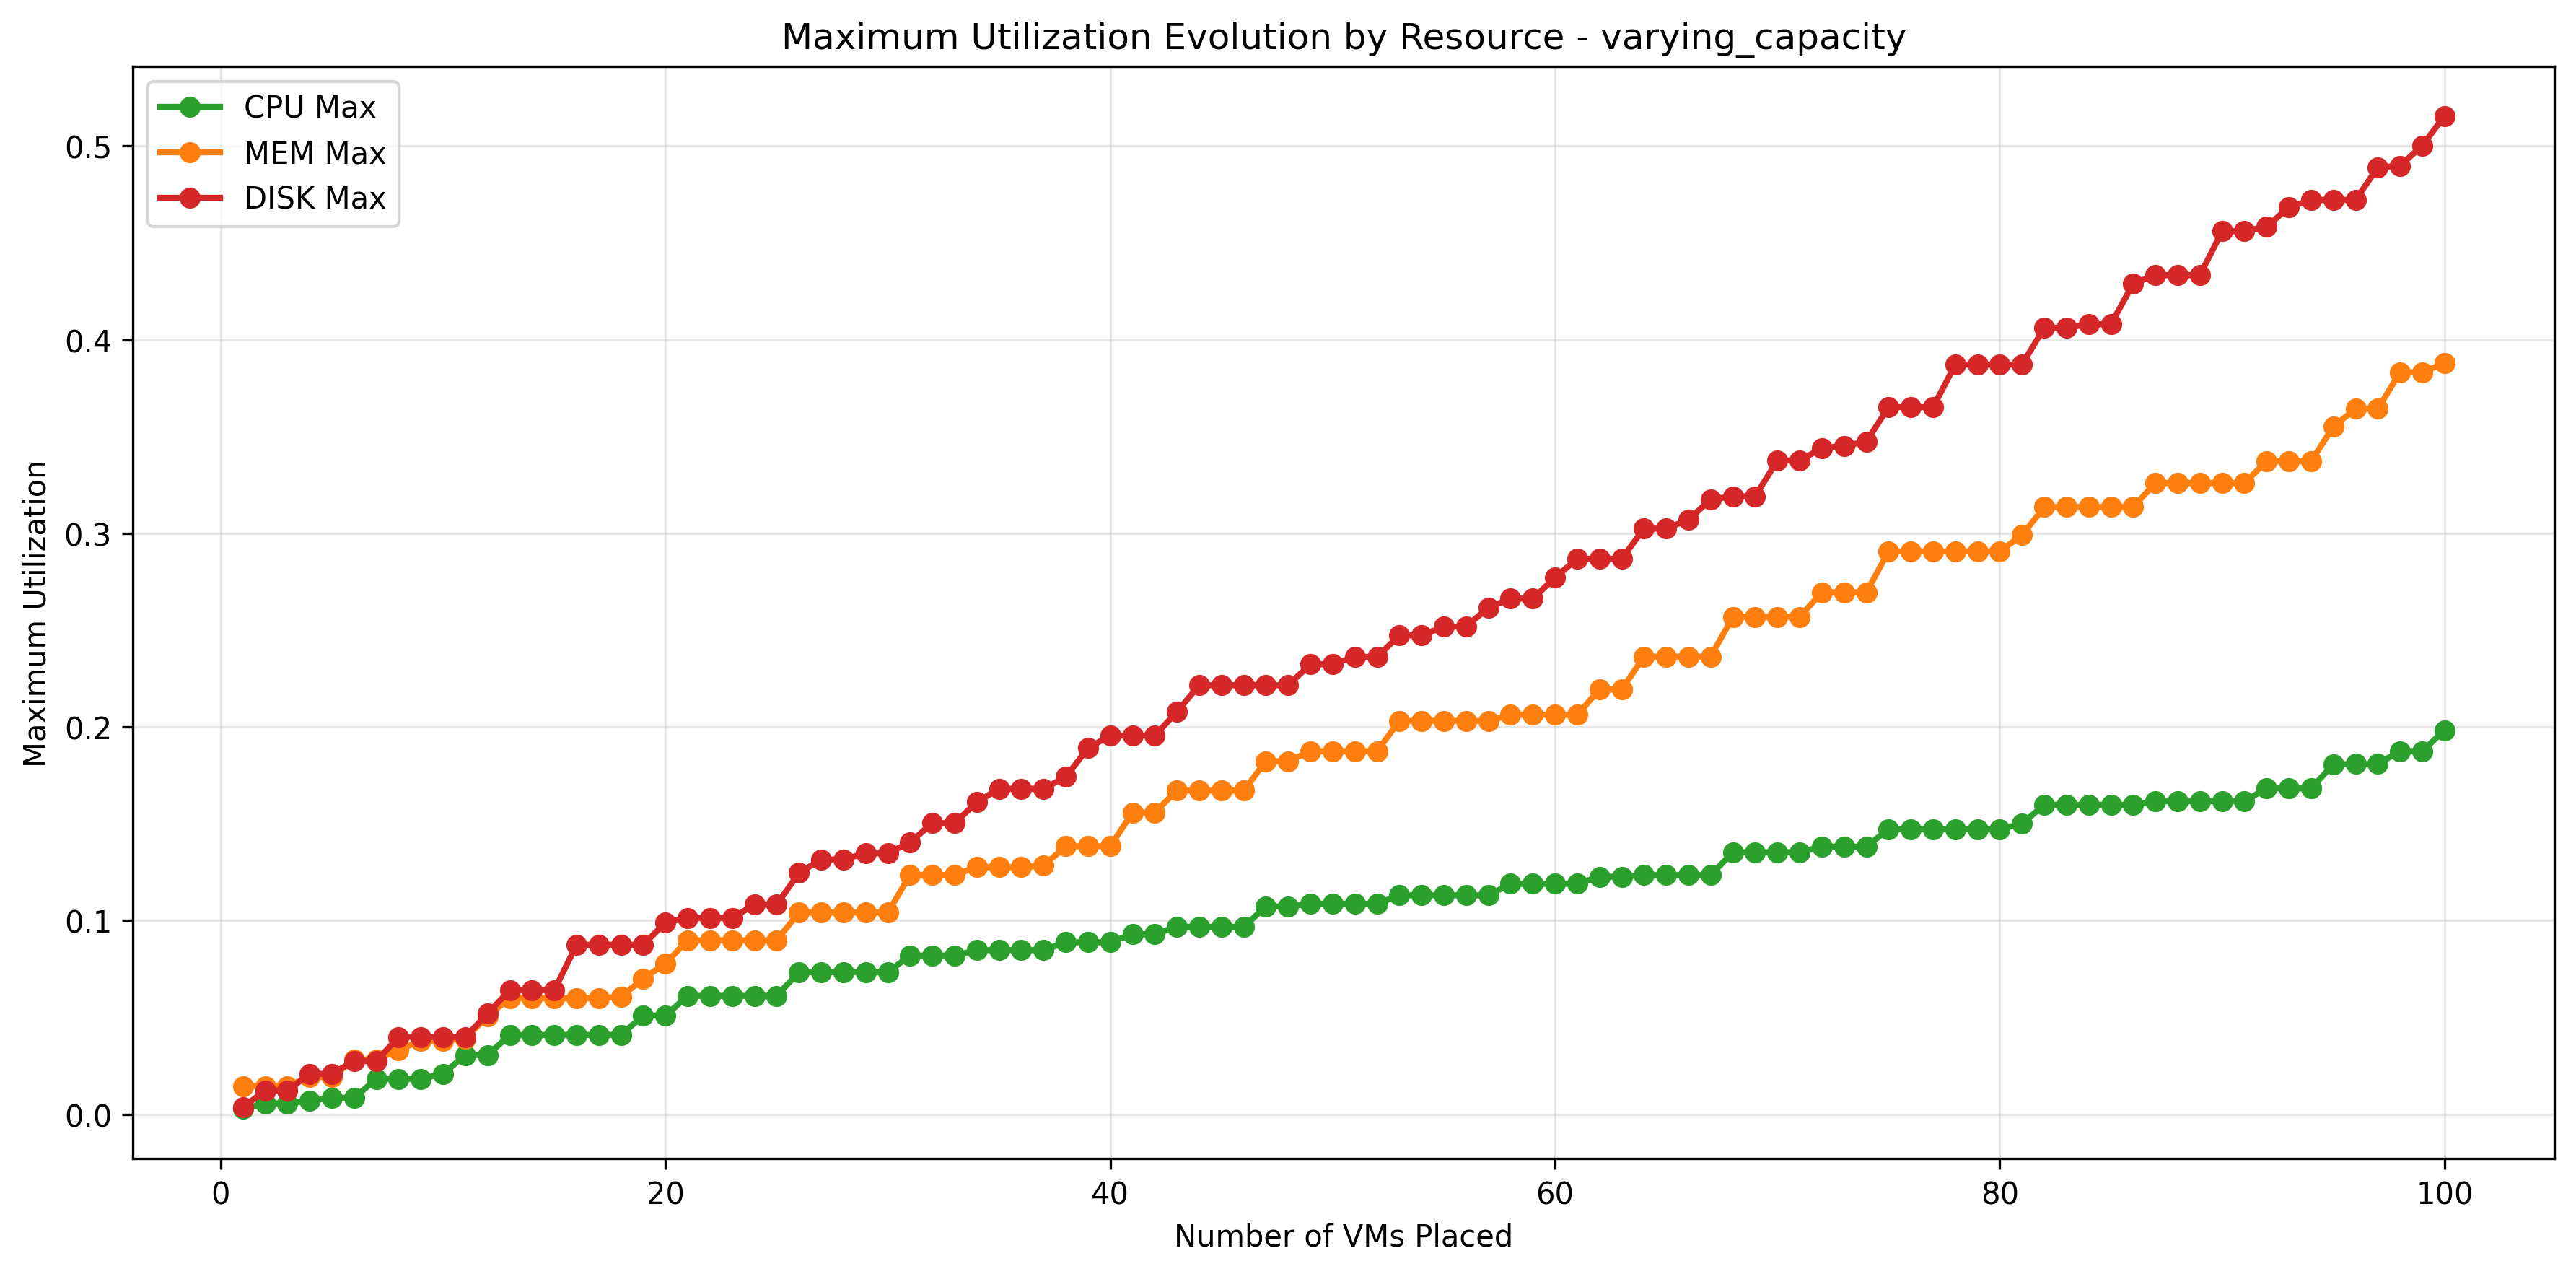 Maximum Utilization Evolution by Resource - varying_capacity
CPU Max
MEM Max
DISK Max
Maximum Utilization
0.5
0.4
0.3
0.2
0.1
0.0
0 20 40 60 80 100
Number of VMs Placed